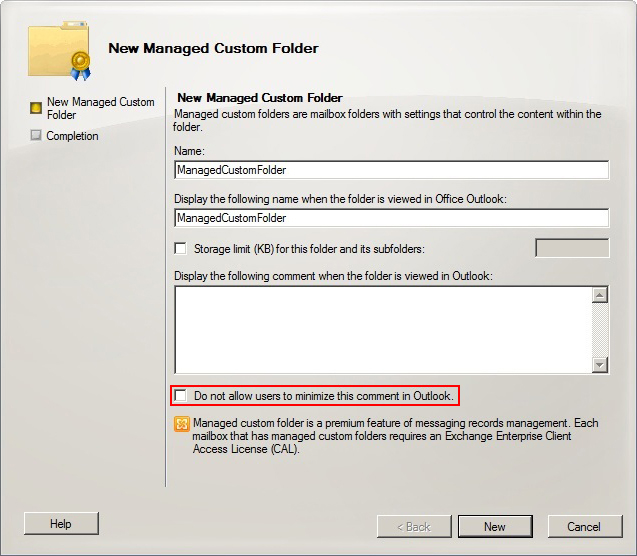 New Managed Custom Folder
New Managed Custom
Folder
Completion
New Managed Custom Folder
Managed custom folders are mailbox folders with settings that control the content within the
folder.
Name:
ManagedCustomFolder
Display the following name when the folder is viewed in Office Outlook:
ManagedCustomFolder
Storage limit (KB) for this folder and its subfolders:
Display the following comment when the folder is viewed in Outlook:
Do not allow users to minimize this comment in Outlook.
Managed custom folder is a premium feature of messaging records management. Each
mailbox that has managed custom folders requires an Exchange Enterprise Client
Access License (CAL).
Help
< Back
New
Cancel